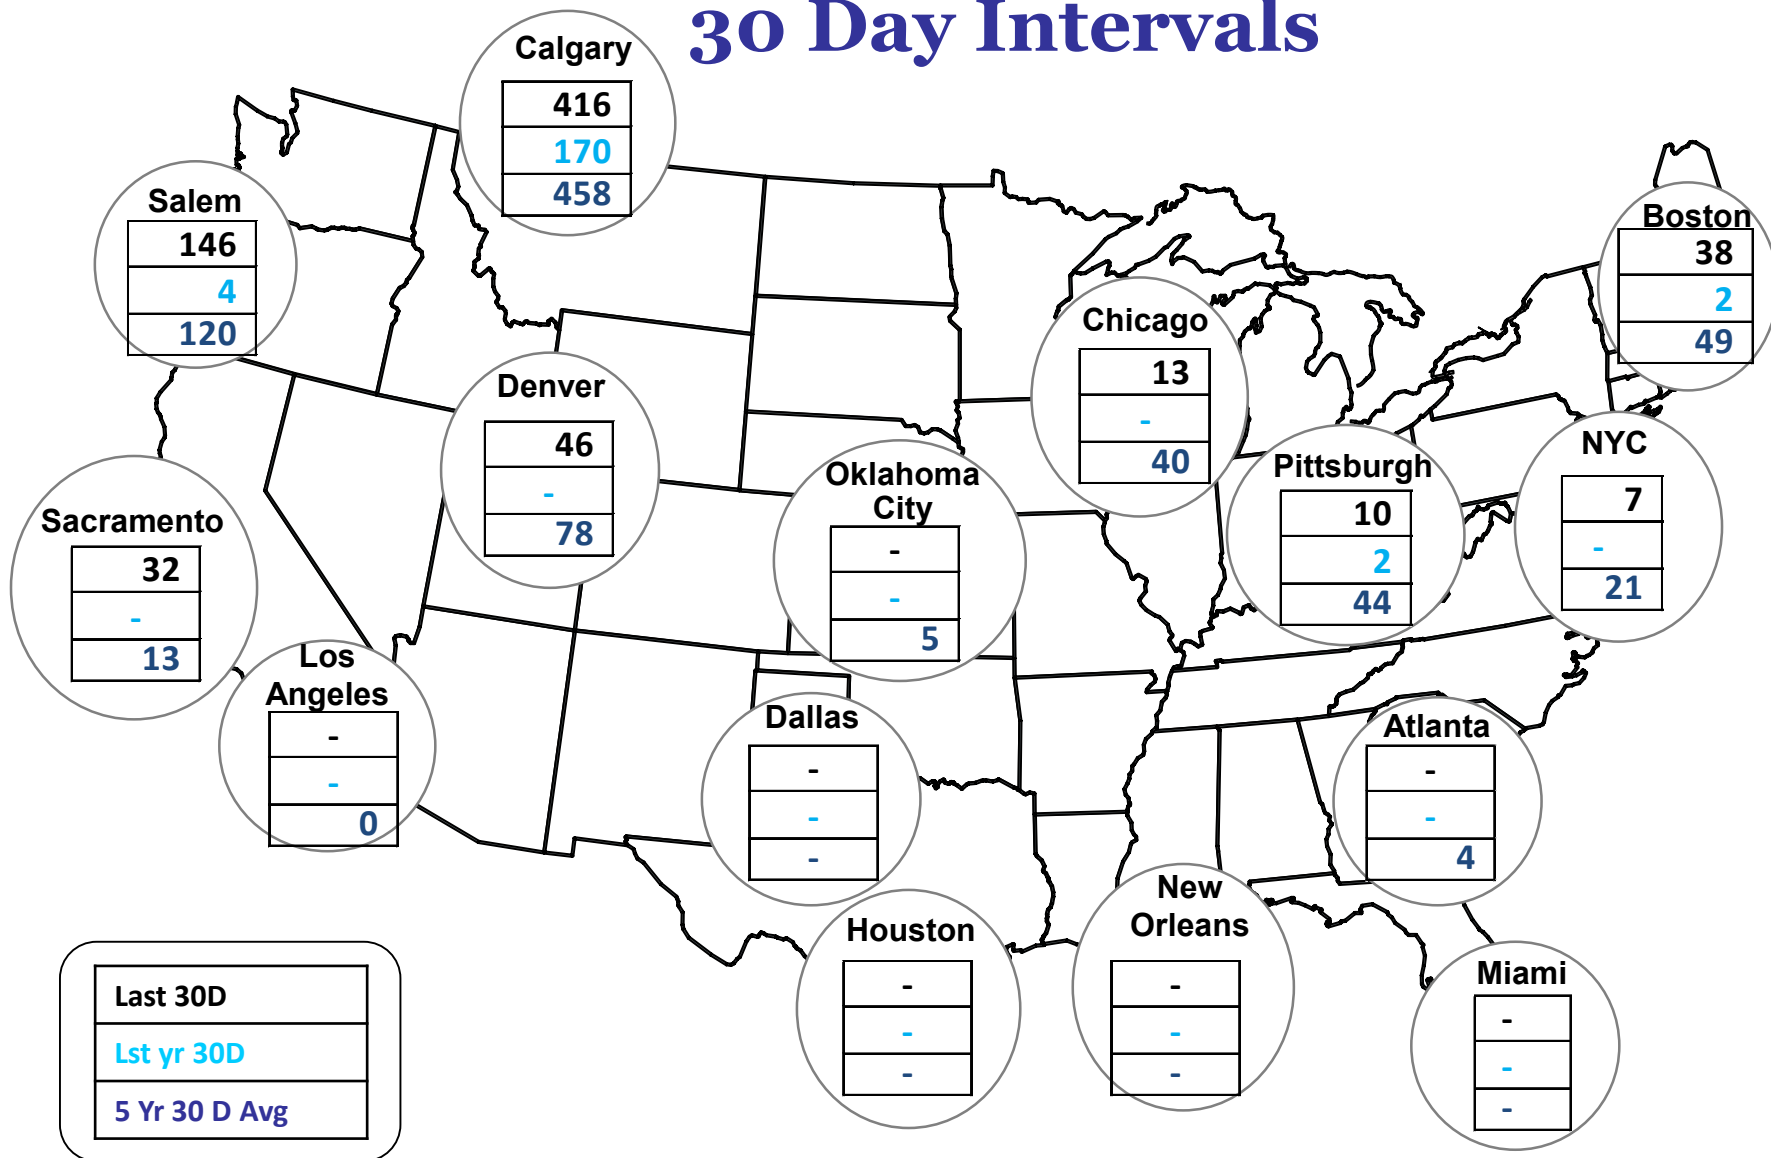 30 Day Intervals
Calgary
416
170
458
Salem
146
4
120
Boston
38
2
49
Chicago
13
-
40
Denver
46
-
78
NYC
7
-
21
Oklahoma
City
-
-
5
Pittsburgh
10
2
44
Sacramento
32
-
13
Los
Angeles
-
-
0
Dallas
-
-
-
Atlanta
-
-
4
New
Orleans
-
-
-
Houston
-
-
-
Miami
-
-
-
Last 30D
Lst yr 30D
5 Yr 30 D Avg